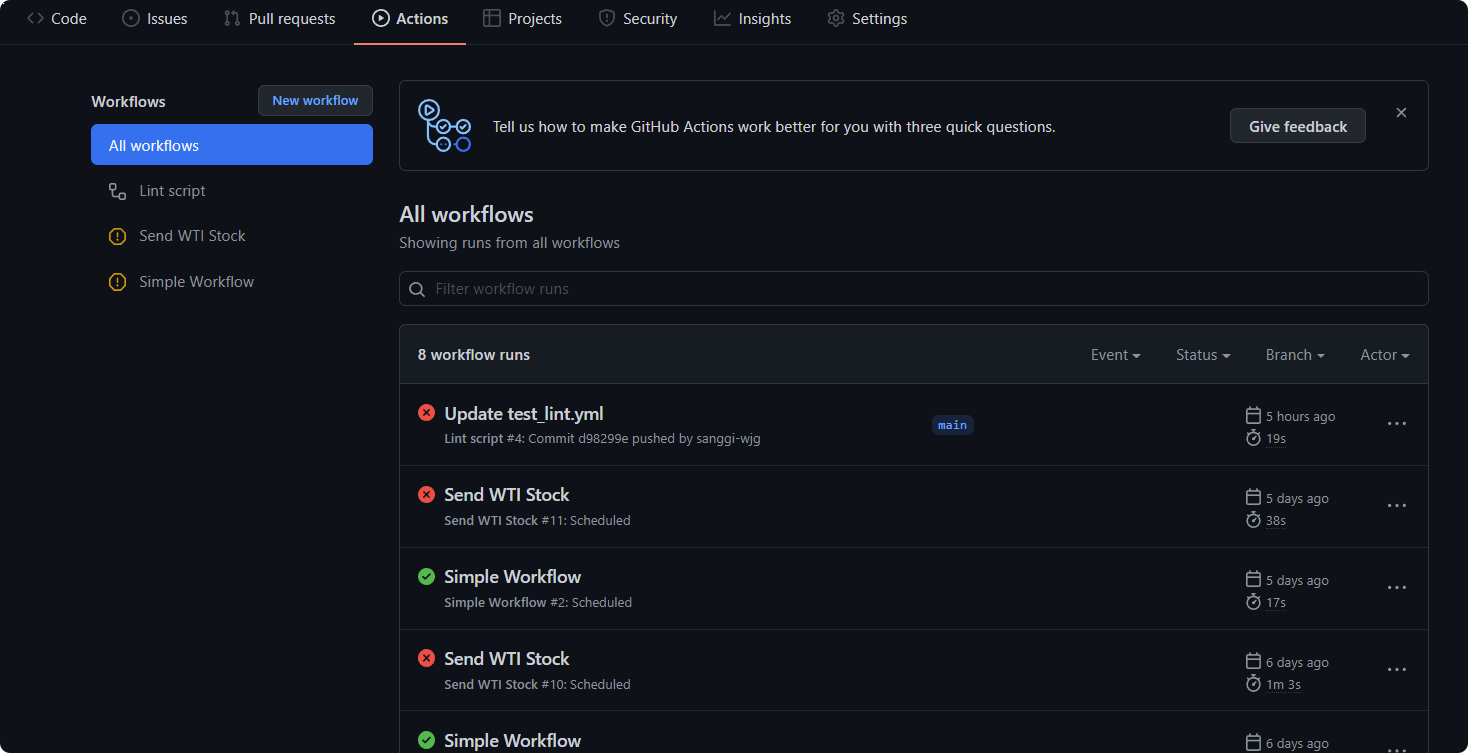 Code Issues Pull requests Actions Projects Security Insights Settings
Workflows
New workflow
All workflows
Lint script
Send WTI Stock
Simple Workflow
Tell us how to make GitHub Actions work better for you with three quick questions.
Give feedback
All workflows
Showing runs from all workflows
Filter workflow runs
8 workflow runs
Event Status Branch Actor
Update test_lint.yml
Lint script #4: Commit d98299e pushed by sanggi-wjg
main
5 hours ago
19s
Send WTI Stock
Send WTI Stock #11: Scheduled
5 days ago
38s
Simple Workflow
Simple Workflow #2: Scheduled
5 days ago
17s
Send WTI Stock
Send WTI Stock #10: Scheduled
6 days ago
1m 3s
Simple Workflow
6 days ago